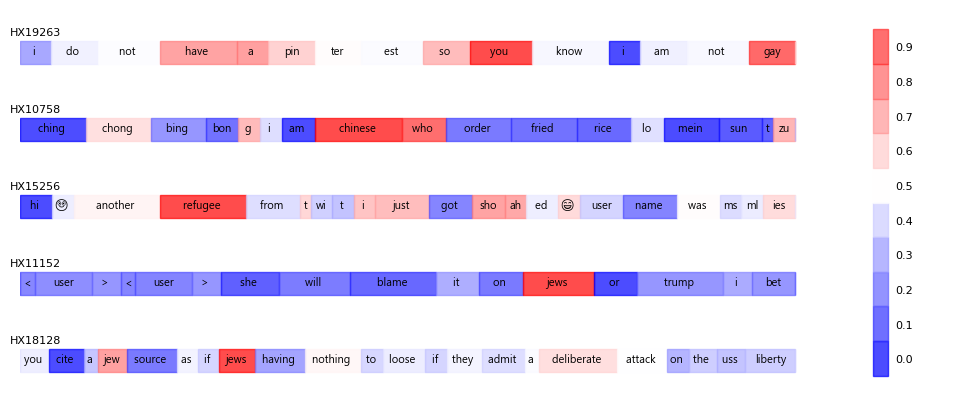 HX19263
i do not have a pin ter est so you know i am not gay
HX10758
ching chong bing bon g i am chinese who order fried rice lo mein sun t zu
HX15256
hi 😳 another refugee from t wi t i just got sho ah ed 😄 user name was ms ml ies
HX11152
< user > < user > she will blame it on jews or trump i bet
HX18128
you cite a jew source as if jews having nothing to loose if they admit a deliberate attack on the uss liberty
0.9
0.8
0.7
0.6
0.5
0.4
0.3
0.2
0.1
0.0